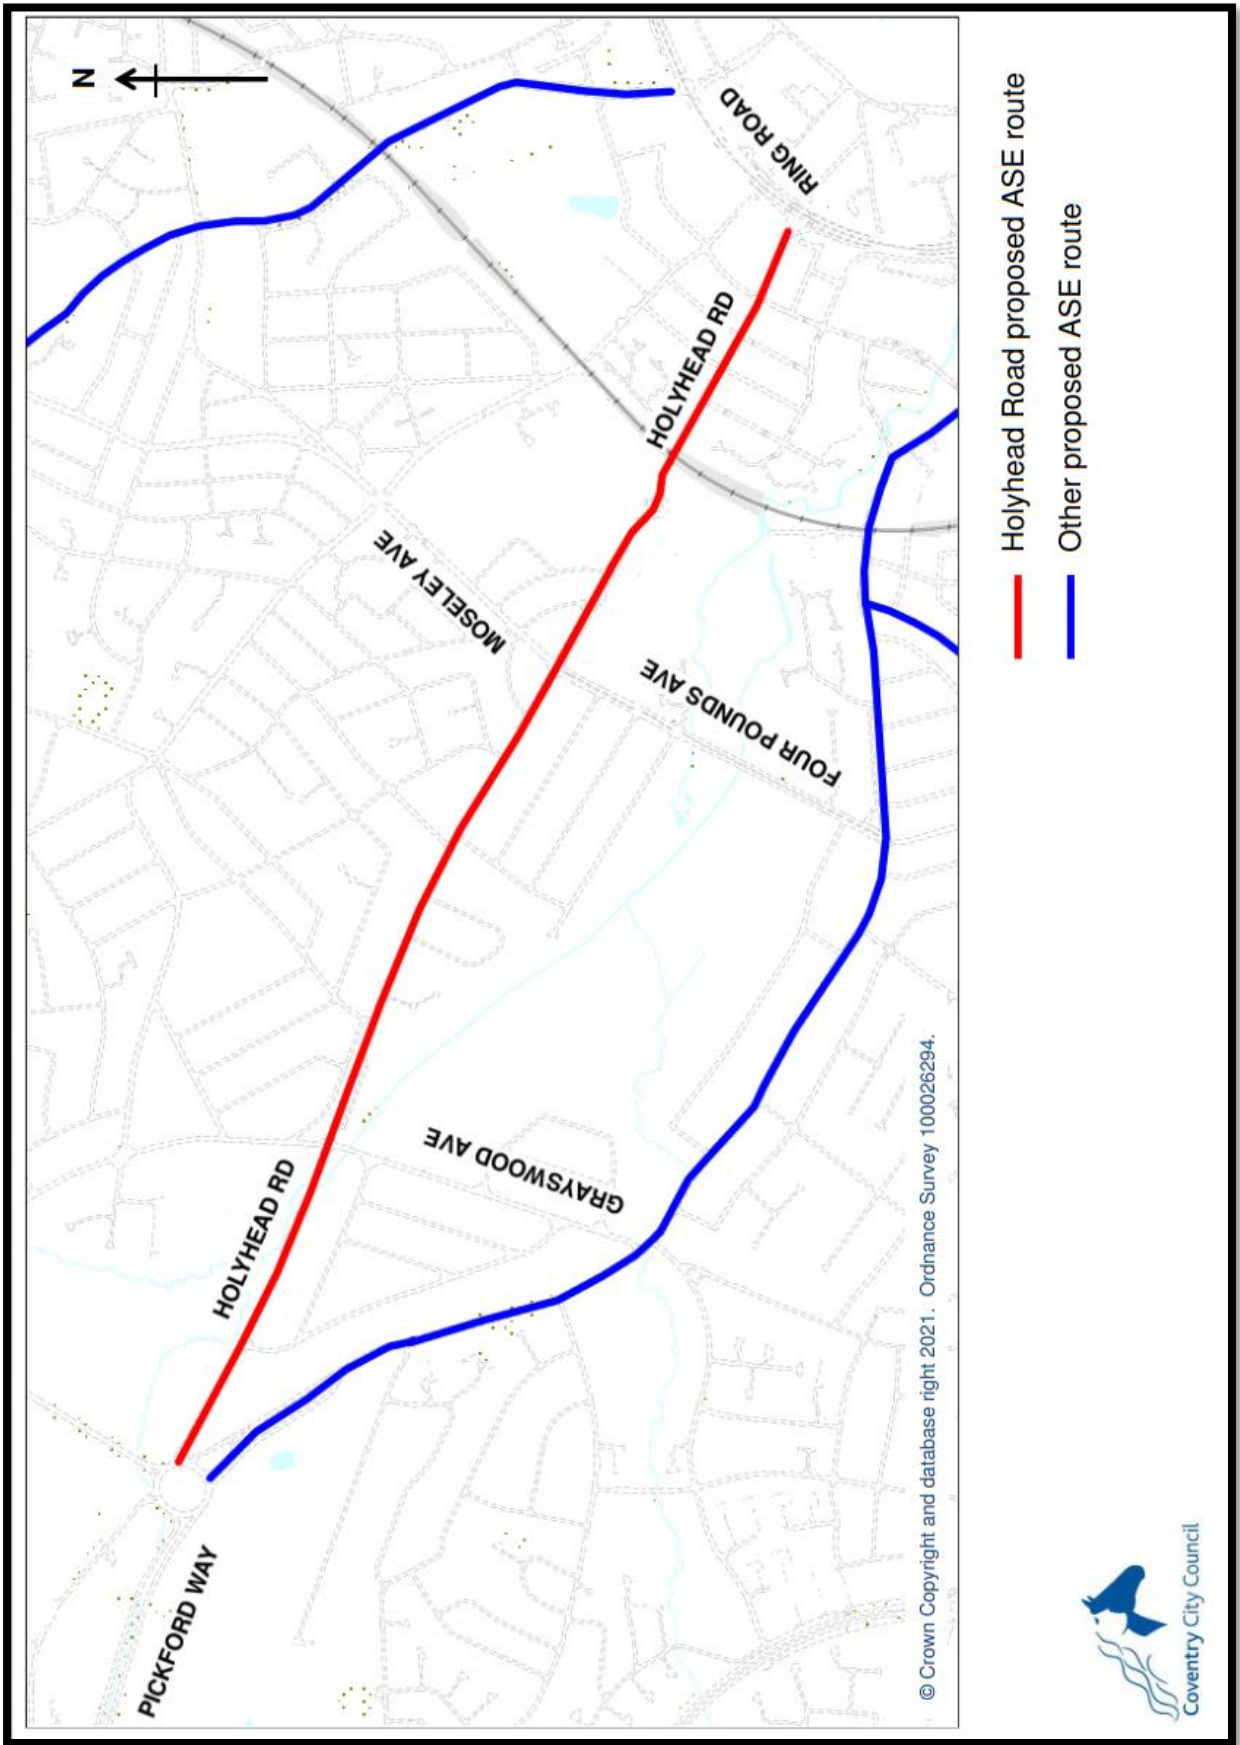 N
PICKFORD WAY
HOLYHEAD RD
GRAYSWOOD AVE
MOSELEY AVE
FOUR POUNDS AVE
HOLYHEAD RD
RING ROAD
© Crown Copyright and database right 2021. Ordnance Survey 100026294.
Holyhead Road proposed ASE route
Other proposed ASE route
Coventry City Council